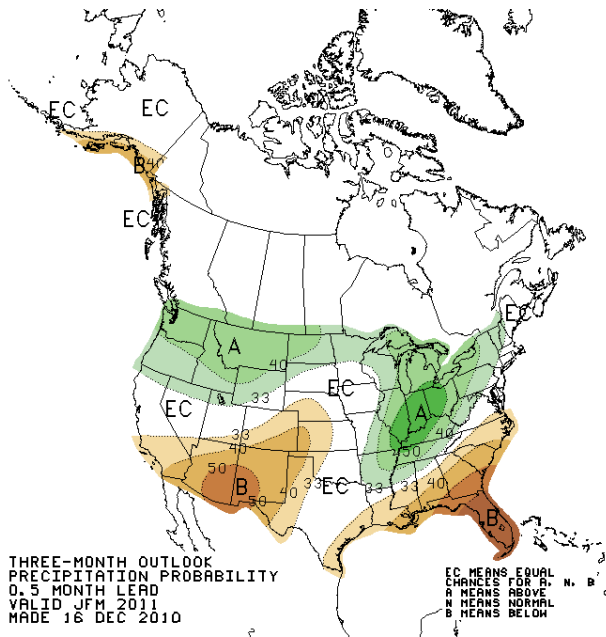 EC
EC
B
40
EC
EC
A
40
33
EC
EC
A
40
50
33
40
50
B
50
40
33
EC
33
33
40
B
THREE-MONTH OUTLOOK
PRECIPITATION PROBABILITY
0.5 MONTH LEAD
VALID JFM 2011
MADE 16 DEC 2010
EC MEANS EQUAL
CHANCES FOR A, N, B
A MEANS ABOVE
N MEANS NORMAL
B MEANS BELOW